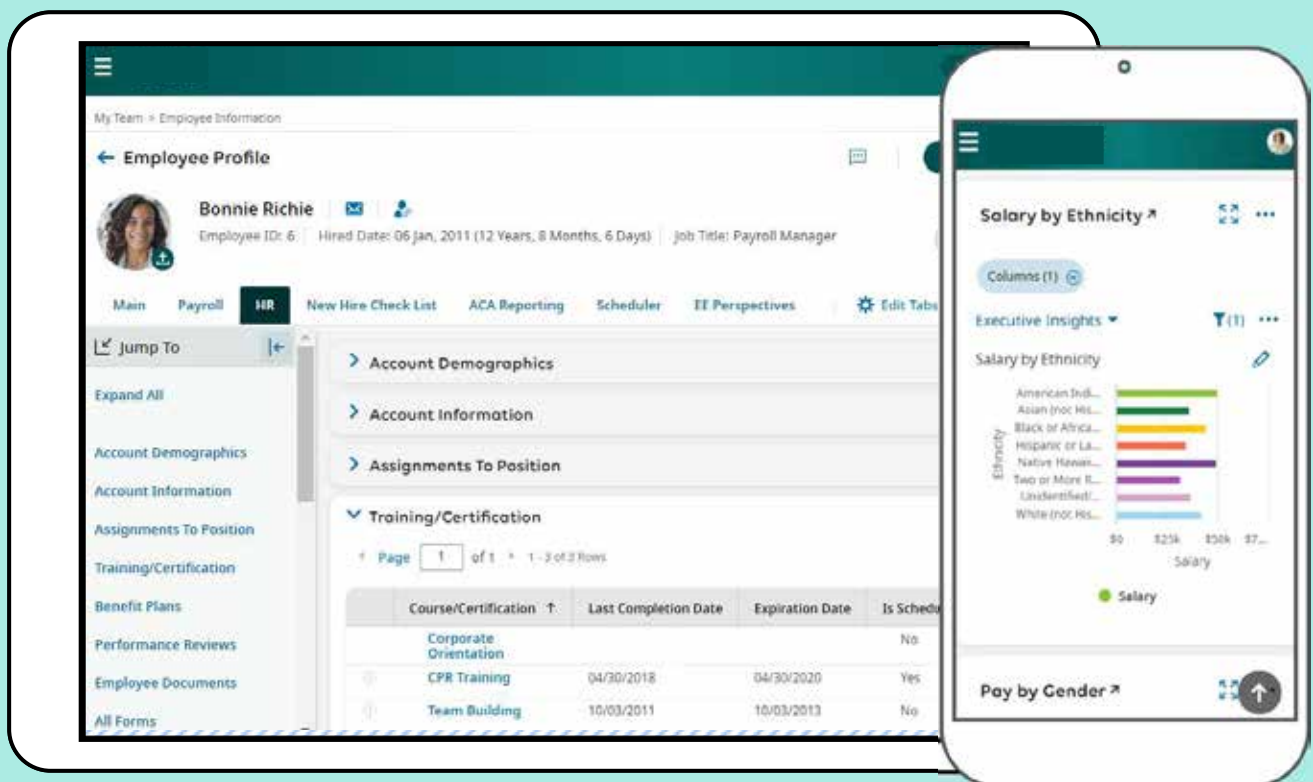 My Team > Employee Information
← Employee Profile
Bonnie Richie
Employee ID: 6 Hired Date: 06 Jan, 2011 (12 Years, 8 Months, 6 Days) Job Title: Payroll Manager
Main Payroll HR New Hire Check List ACA Reporting Scheduler EE Perspectives Edit Tabs
Jump To
Expand All
Account Demographics
Account Information
Assignments To Position
Training/Certification
Benefit Plans
Performance Reviews
Employee Documents
All Forms
Account Demographics
Account Information
Assignments To Position
Training/Certification
Page 1 of 1 1 - 3 of 3 Rows
Course/Certification ↑ Last Completion Date Expiration Date Is Schedu
Corporate No
Orientation
CPR Training 04/30/2018 04/30/2020 Yes
Team Building 10/03/2011 10/03/2013 No
Salary by Ethnicity
Columns (1)
Executive Insights (1)
Salary by Ethnicity
Ethnicity
American Indi...
Asian (not His...
Black or Africa...
Hispanic or La...
Native Hawai...
Two or More R...
Unidentified/...
White (not His...
$0 $25k $50k $7...
Salary
Salary
Pay by Gender